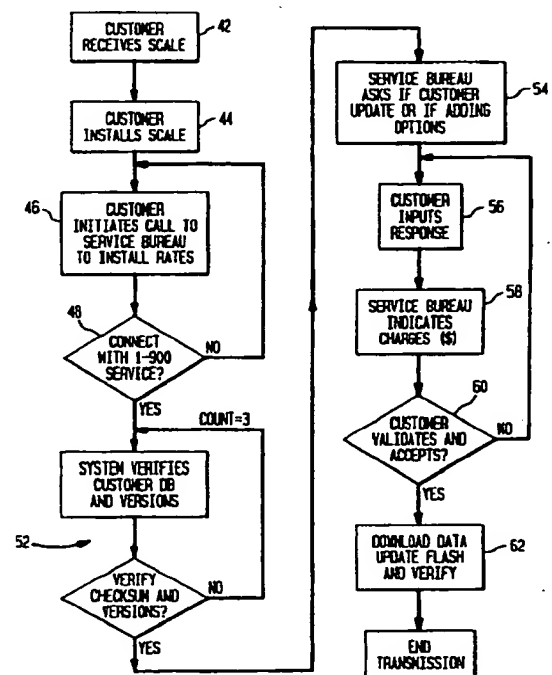 CUSTOMER
RECEIVES SCALE
42
CUSTOMER
INSTALLS SCALE
44
46
CUSTOMER
INITIATES CALL TO
SERVICE BUREAU
TO INSTALL RATES
48
CONNECT
WITH 1-900
SERVICE?
NO
YES
COUNT=3
SYSTEM VERIFIES
CUSTOMER DB
AND VERSIONS
52
VERIFY
CHECKSUM AND
VERSIONS?
NO
YES
SERVICE BUREAU
ASKS IF CUSTOMER
UPDATE OR IF ADDING
OPTIONS
54
CUSTOMER
INPUTS
RESPONSE
56
SERVICE BUREAU
INDICATES
CHARGES ($)
58
60
CUSTOMER
VALIDATES AND
ACCEPTS?
NO
YES
DOWNLOAD DATA
UPDATE FLASH
AND VERIFY
62
END
TRANSMISSION